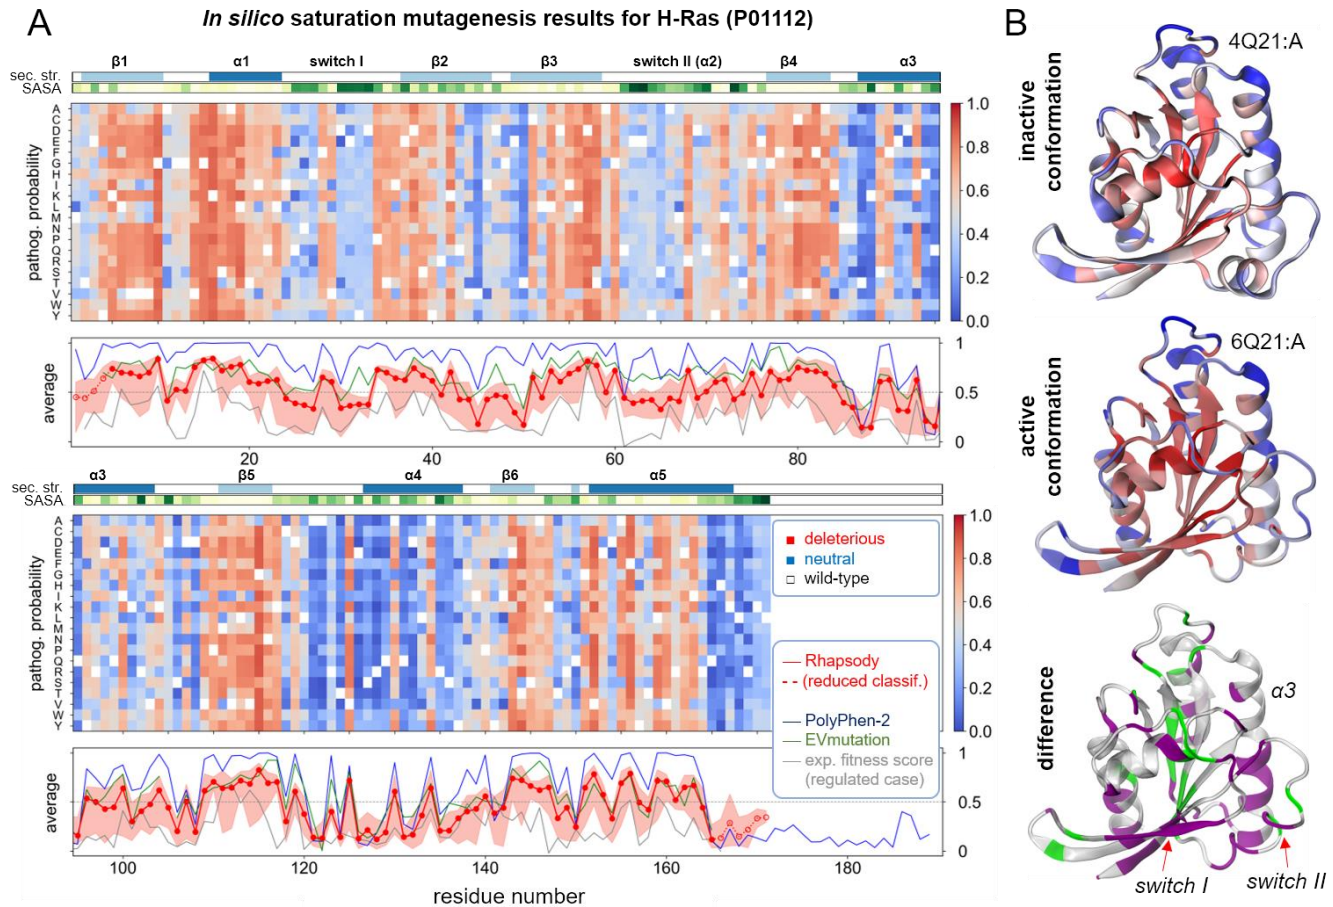 A
In silico saturation mutagenesis results for H-Ras (P01112)
B
β1 α1 switch I β2 β3 switch II (α2) β4 α3
sec. str.
SASA
pathog. probability
A
C
D
E
F
G
H
I
K
L
M
N
P
Q
R
S
T
V
W
Y
1.0
0.8
0.6
0.4
0.2
0.0
average
1
0.5
0
20 40 60 80
α3 β5 α4 β6 α5
sec. str.
SASA
pathog. probability
A
C
D
E
F
G
H
I
K
L
M
N
P
Q
R
S
T
V
W
Y
deleterious
neutral
wild-type
Rhapsody
(reduced classif.)
PolyPhen-2
EVmutation
exp. fitness score
(regulated case)
1.0
0.8
0.6
0.4
0.2
0.0
average
1
0.5
0
100 120 140 160 180
residue number
inactive
conformation
4Q21:A
active
conformation
6Q21:A
difference
α3
switch I
switch II